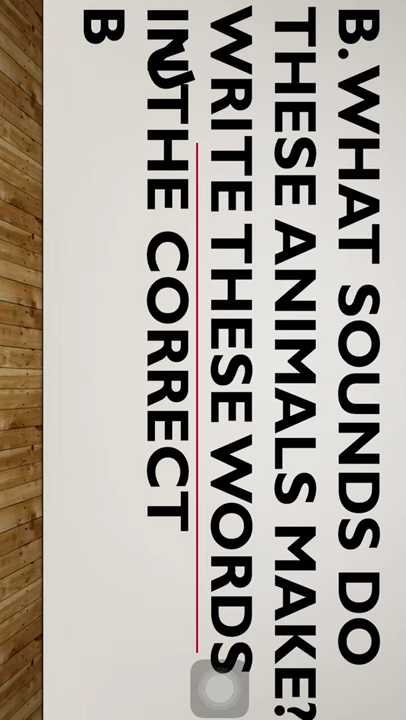 B.WHAT SOUNDS DO
THESE ANIMALS MAKE?
WRITE THESE WORDS
IN THE CORRECT
B